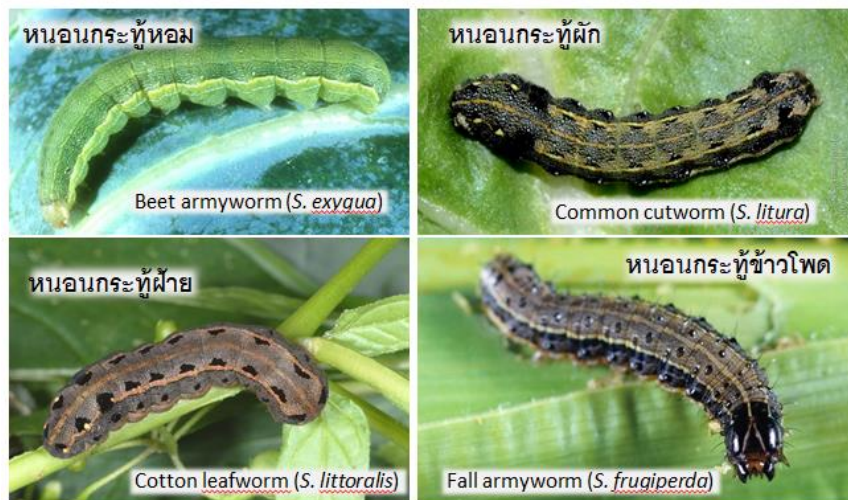 หนอนกระทู้หอม
Beet armyworm (S. exyqua)
หนอนกระทู้ผัก
Common cutworm (S. litura)
หนอนกระทู้ฝ้าย
Cotton leafworm (S. littoralis)
หนอนกระทู้ข้าวโพด
Fall armyworm (S. frugiperda)